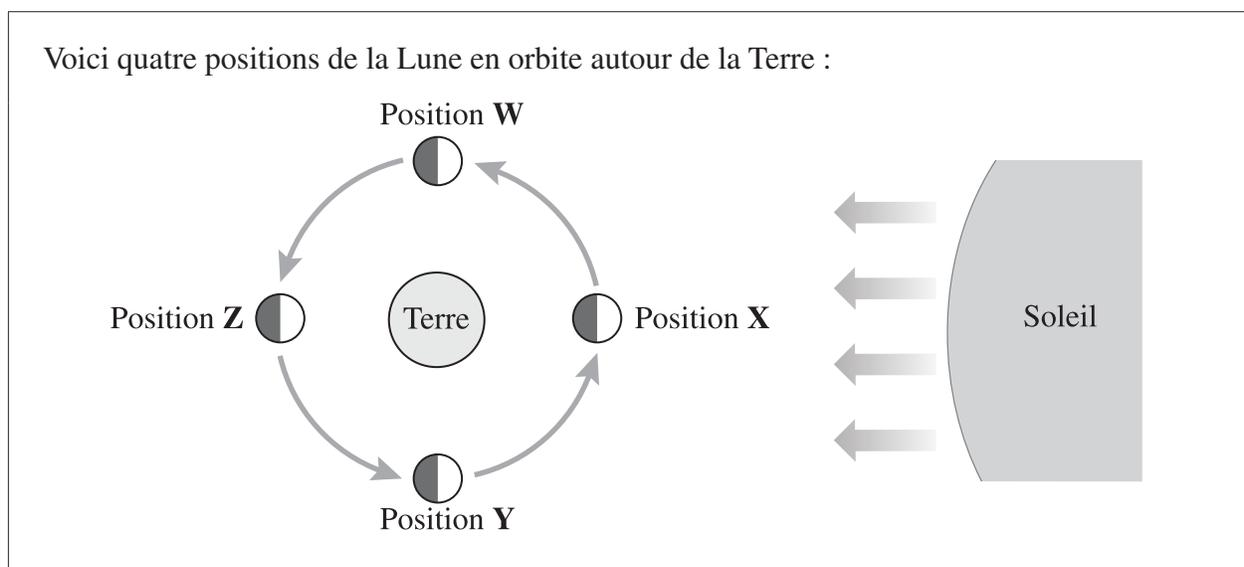 Voici quatre positions de la Lune en orbite autour de la Terre :
Position W
Position Z
Terre
Position X
Soleil
Position Y